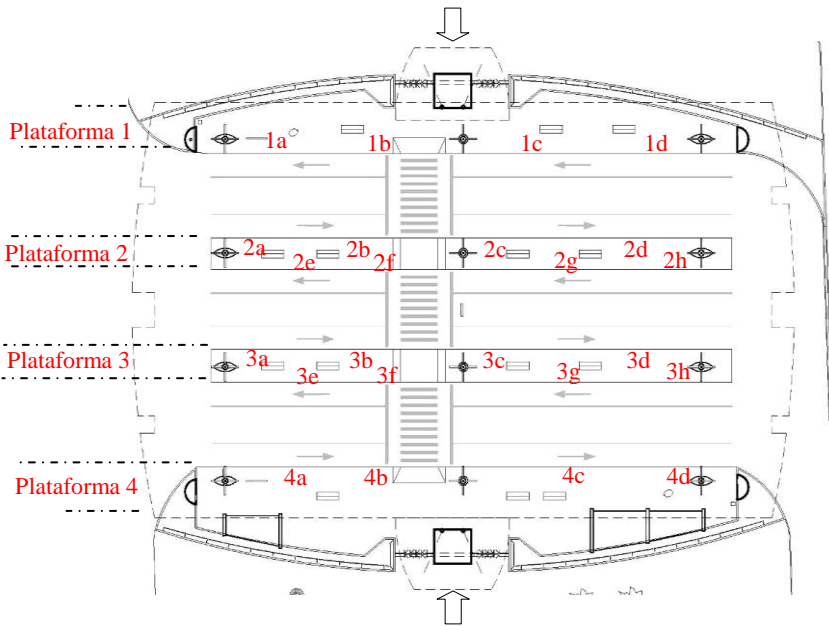 Plataforma 1
1a 1b 1c 1d
Plataforma 2
2a 2b 2c 2d
2e 2f 2g 2h
Plataforma 3
3a 3b 3c 3d
3e 3f 3g 3h
Plataforma 4
4a 4b 4c 4d